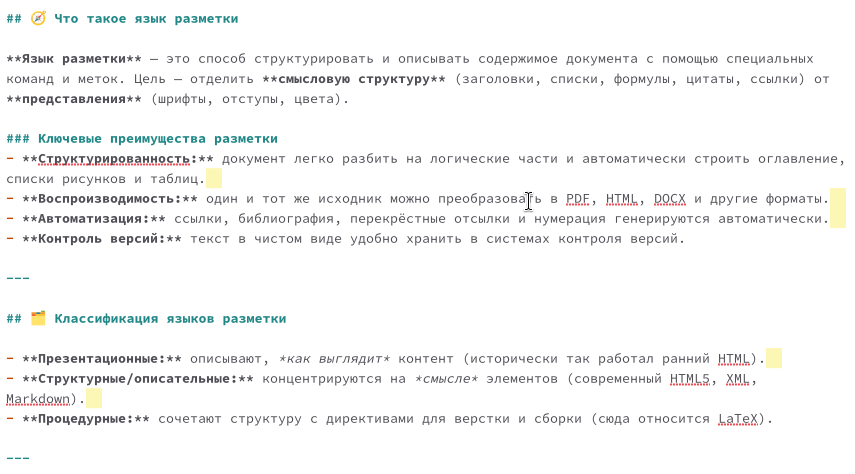 ## 🧭 Что такое язык разметки
**Язык разметки** — это способ структурировать и описывать содержимое документа с помощью специальных
команд и меток. Цель — отделить **смысловую структуру** (заголовки, списки, формулы, цитаты, ссылки) от
**представления** (шрифты, отступы, цвета).
### Ключевые преимущества разметки
- **Структурированность:** документ легко разбить на логические части и автоматически строить оглавление,
списки рисунков и таблиц.
- **Воспроизводимость:** один и тот же исходник можно преобразовать в PDF, HTML, DOCX и другие форматы.
- **Автоматизация:** ссылки, библиография, перекрёстные отсылки и нумерация генерируются автоматически.
- **Контроль версий:** текст в чистом виде удобно хранить в системах контроля версий.
---
## 🗂️ Классификация языков разметки
- **Презентационные:** описывают, *как выглядит* контент (исторически так работал ранний HTML).
- **Структурные/описательные:** концентрируются на *смысле* элементов (современный HTML5, XML,
Markdown).
- **Процедурные:** сочетают структуру с директивами для верстки и сборки (сюда относится LaTeX).
---